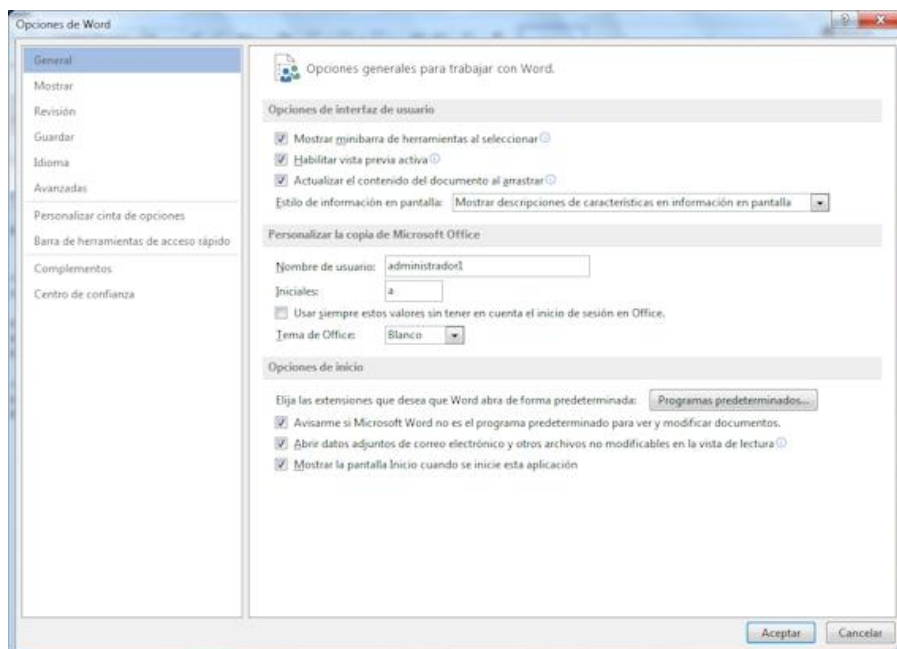 Opciones de Word
General
Mostrar
Revisión
Guardar
Idioma
Avanzadas
Personalizar cinta de opciones
Barra de herramientas de acceso rápido
Complementos
Centro de confianza
Opciones generales para trabajar con Word.
Opciones de interfaz de usuario
Mostrar minibarra de herramientas al seleccionar
Habilitar vista previa activa
Actualizar el contenido del documento al arrastrar
Estilo de información en pantalla: Mostrar descripciones de características en información en pantalla
Personalizar la copia de Microsoft Office
Nombre de usuario: administrador1
Iniciales: a
Usar siempre estos valores sin tener en cuenta el inicio de sesión en Office.
Tema de Office: Blanco
Opciones de inicio
Elija las extensiones que desea que Word abra de forma predeterminada: Programas predeterminados...
Avisarme si Microsoft Word no es el programa predeterminado para ver y modificar documentos.
Abrir datos adjuntos de correo electrónico y otros archivos no modificables en la vista de lectura
Mostrar la pantalla Inicio cuando se inicie esta aplicación
Aceptar Cancelar